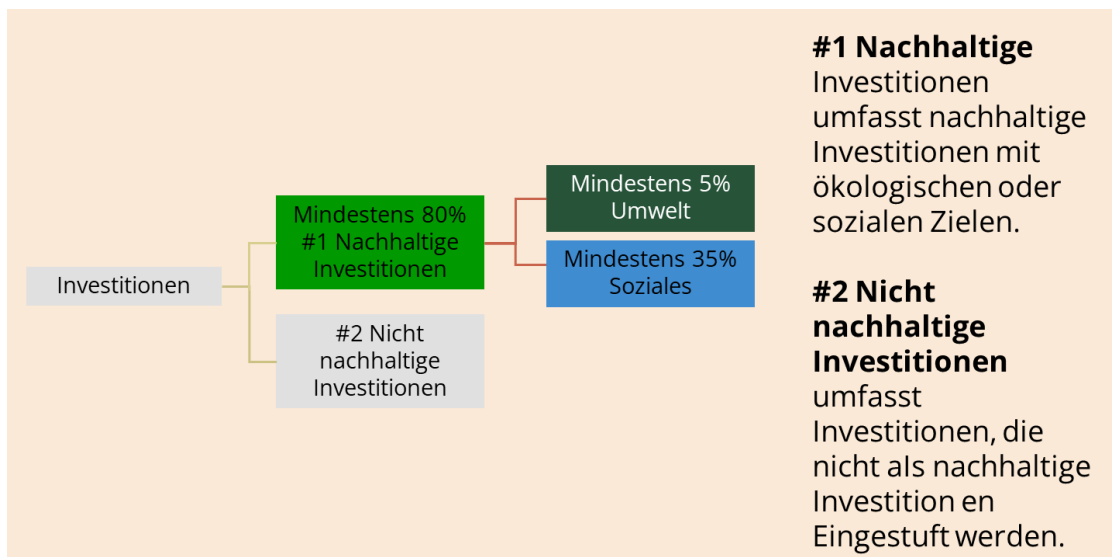 Investitionen
Mindestens 80%
#1 Nachhaltige
Investitionen
#2 Nicht
nachhaltige
Investitionen
Mindestens 5%
Umwelt
Mindestens 35%
Soziales
#1 Nachhaltige
Investitionen
umfasst nachhaltige
Investitionen mit
ökologischen oder
sozialen Zielen.
#2 Nicht
nachhaltige
Investitionen
umfasst
Investitionen, die
nicht als nachhaltige
Investition en
Eingestuft werden.